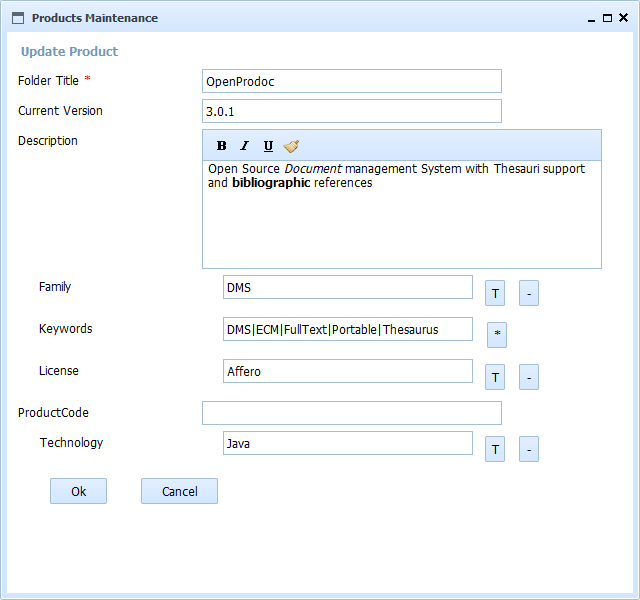 Products Maintenance
Update Product
Folder Title * OpenProdoc
Current Version 3.0.1
Description B I U
Open Source Document management System with Thesauri support
and bibliographic references
Family DMS T -
Keywords DMS|ECM|FullText|Portable|Thesaurus *
License Affero T -
ProductCode
Technology Java T -
Ok Cancel